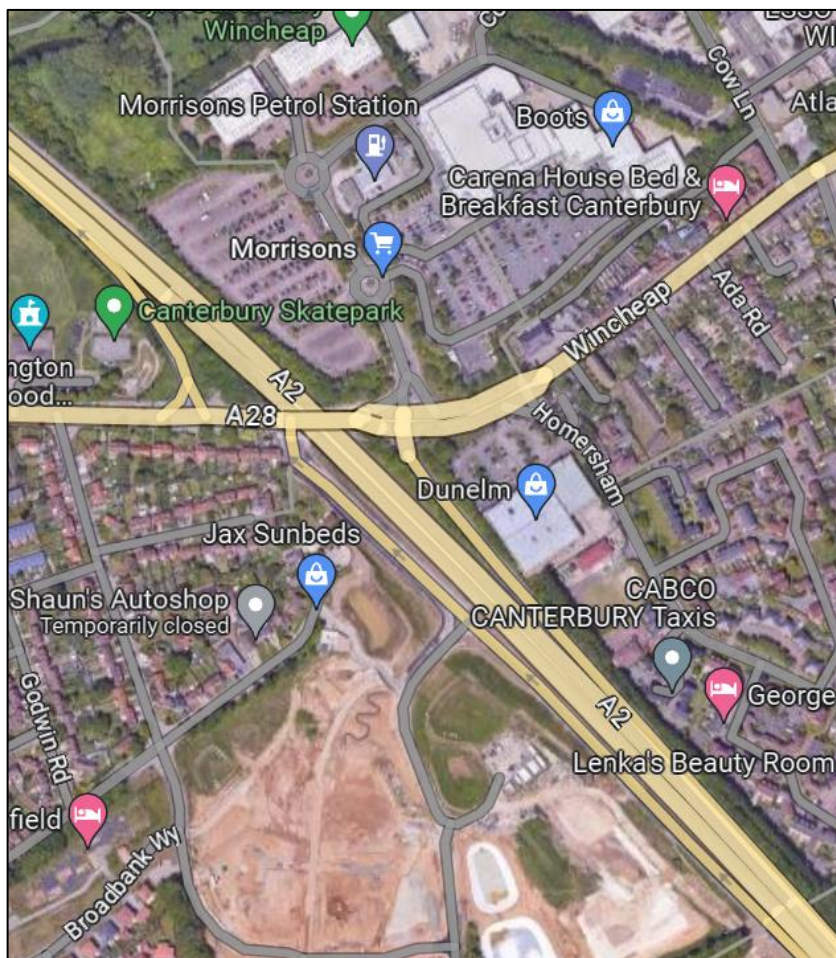 Wincheap
ESSO
WI
Cow Ln
Morrisons Petrol Station
Boots
Atla
Carena House Bed &
Breakfast Canterbury
Morrisons
Ada Rd
Canterbury Skatepark
Wincheap
ngton
ood...
A2
A28
Homersham
Dunelm
Jax Sunbeds
Shaun's Autoshop
Temporarily closed
CABCO
CANTERBURY Taxis
Godwin Rd
George
A2
Lenka's Beauty Room
field
Broadbank Wy